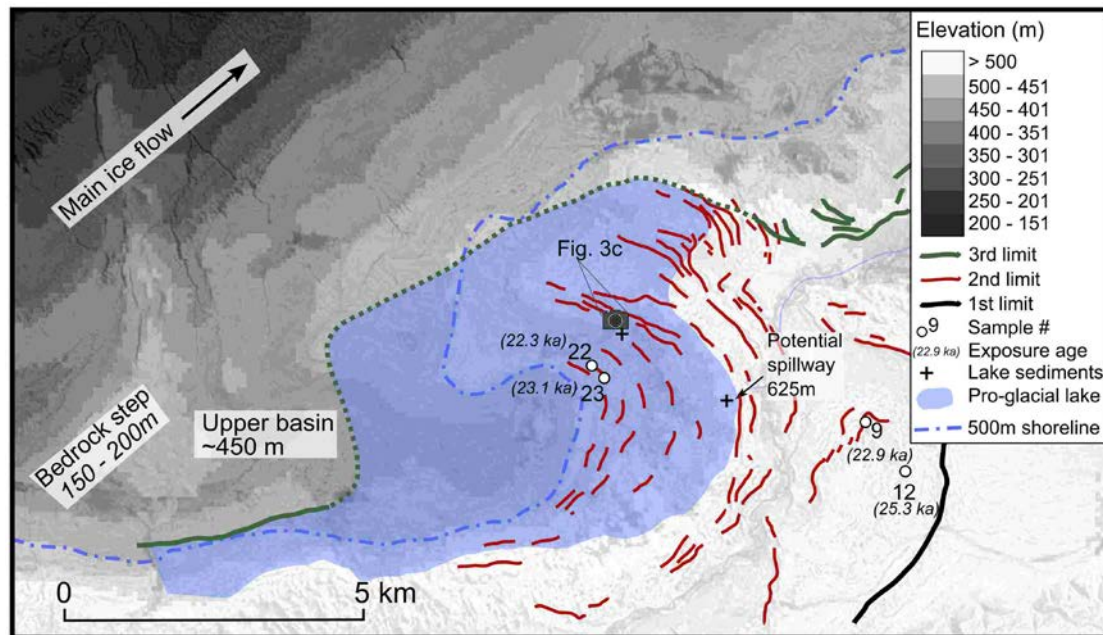 Main ice flow
Fig. 3c
(22.3 ka)
22
(23.1 ka)
23
Potential
spillway
625m
9
(22.9 ka)
12
(25.3 ka)
Bedrock step
150 - 200m
Upper basin
~450 m
0
5 km
Elevation (m)
> 500
500 - 451
450 - 401
400 - 351
350 - 301
300 - 251
250 - 201
200 - 151
3rd limit
2nd limit
1st limit
9 Sample #
(22.9 ka) Exposure age
+ Lake sediments
Pro-glacial lake
500m shoreline